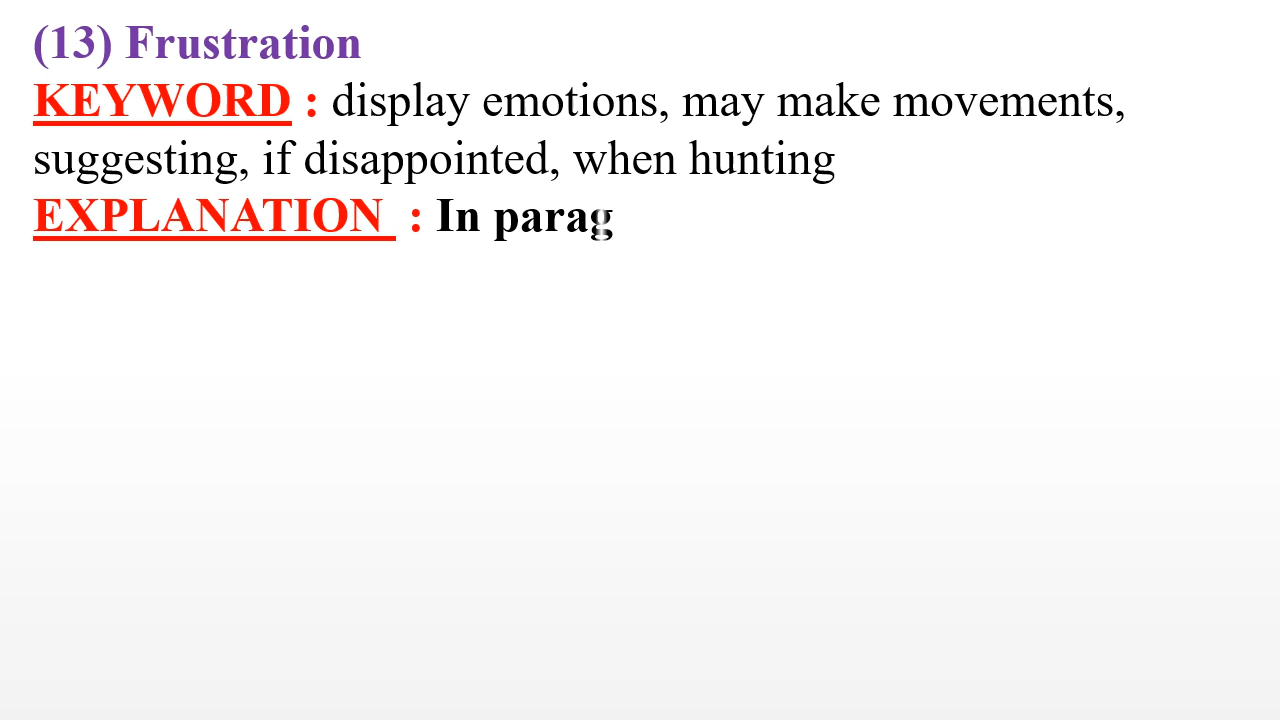 (13) Frustration
KEYWORD : display emotions, may make movements,
suggesting, if disappointed, when hunting
EXPLANATION : In parag